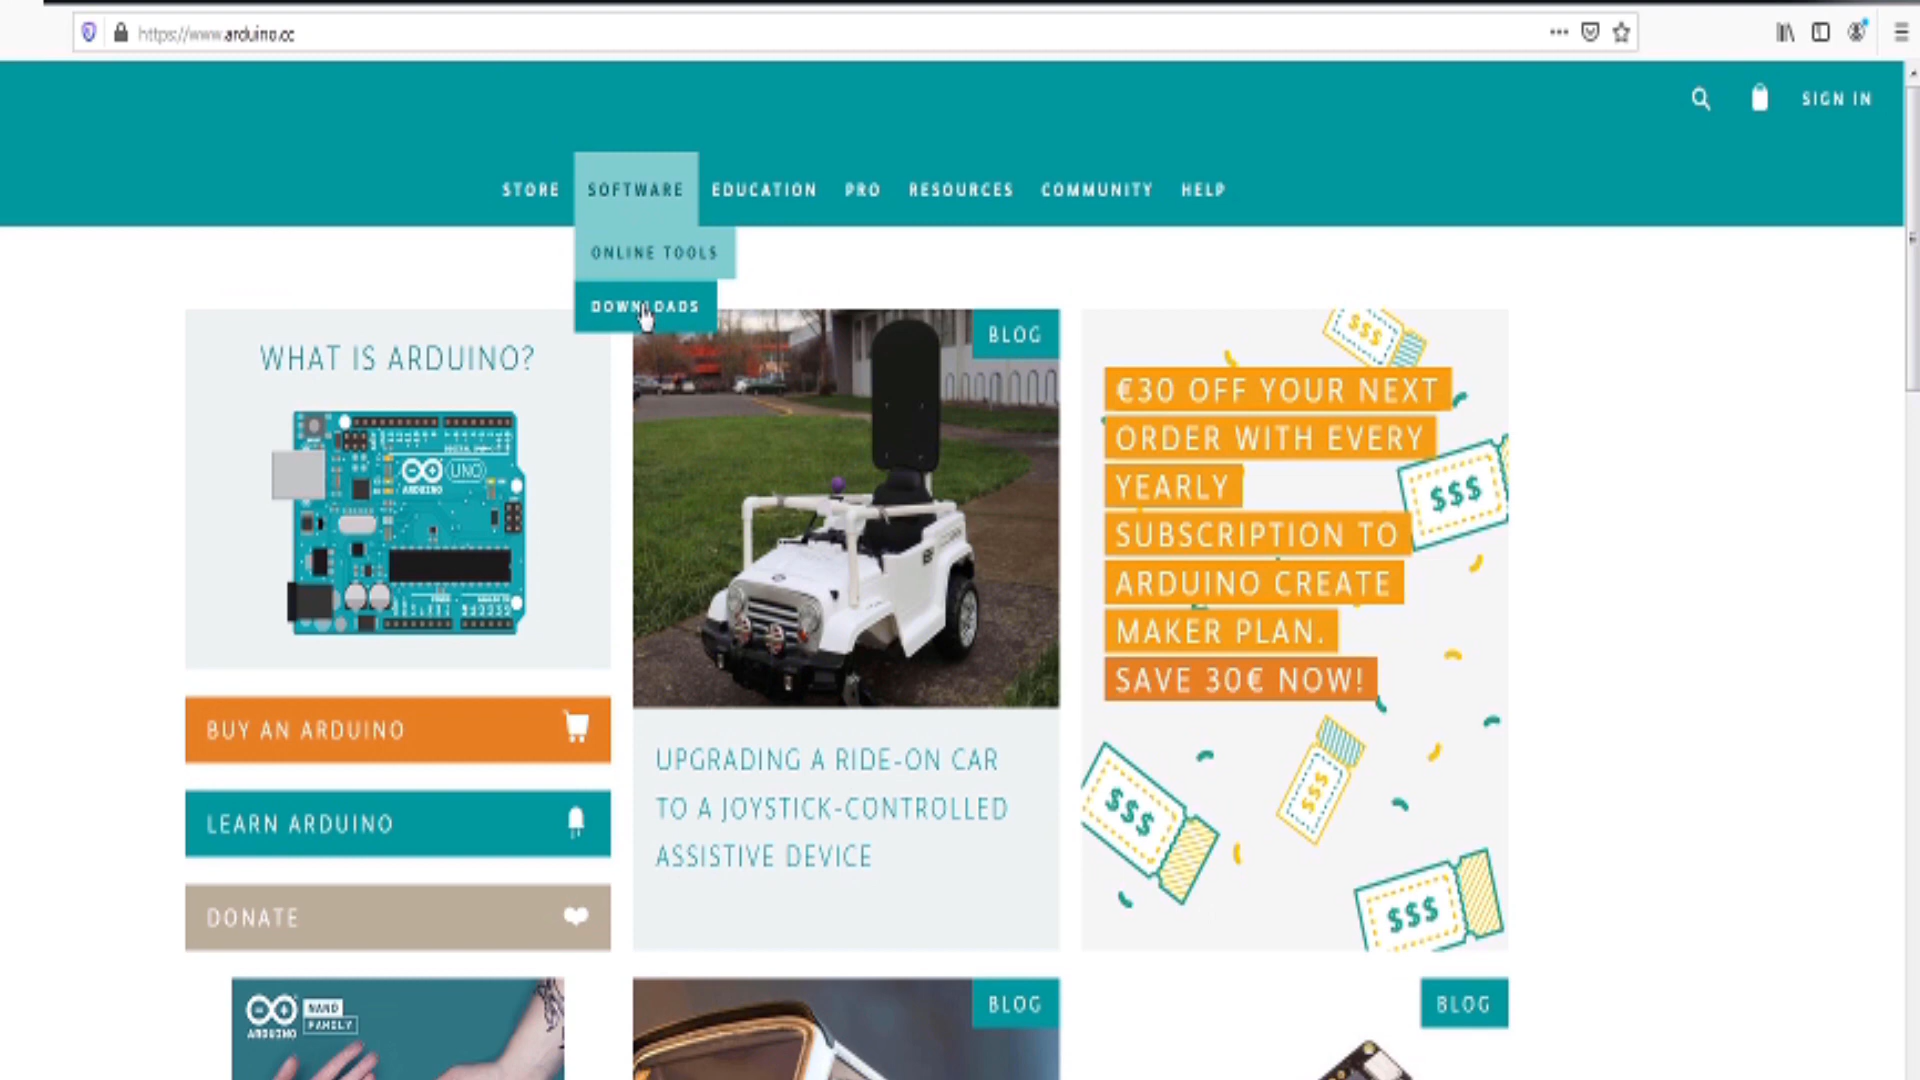 https://www.arduino.cc
SIGN IN
STORE SOFTWARE EDUCATION PRO RESOURCES COMMUNITY HELP
ONLINE TOOLS
DOWNLOADS
WHAT IS ARDUINO?
ARDUINO
UNO
BUY AN ARDUINO
LEARN ARDUINO
DONATE
BLOG
UPGRADING A RIDE-ON CAR
TO A JOYSTICK-CONTROLLED
ASSISTIVE DEVICE
€30 OFF YOUR NEXT
ORDER WITH EVERY
YEARLY
SUBSCRIPTION TO
ARDUINO CREATE
MAKER PLAN.
SAVE 30€ NOW!
$$$
$$$
$$$
$$$
$$$
ARDUINO
NANO
FAMILY
BLOG
BLOG